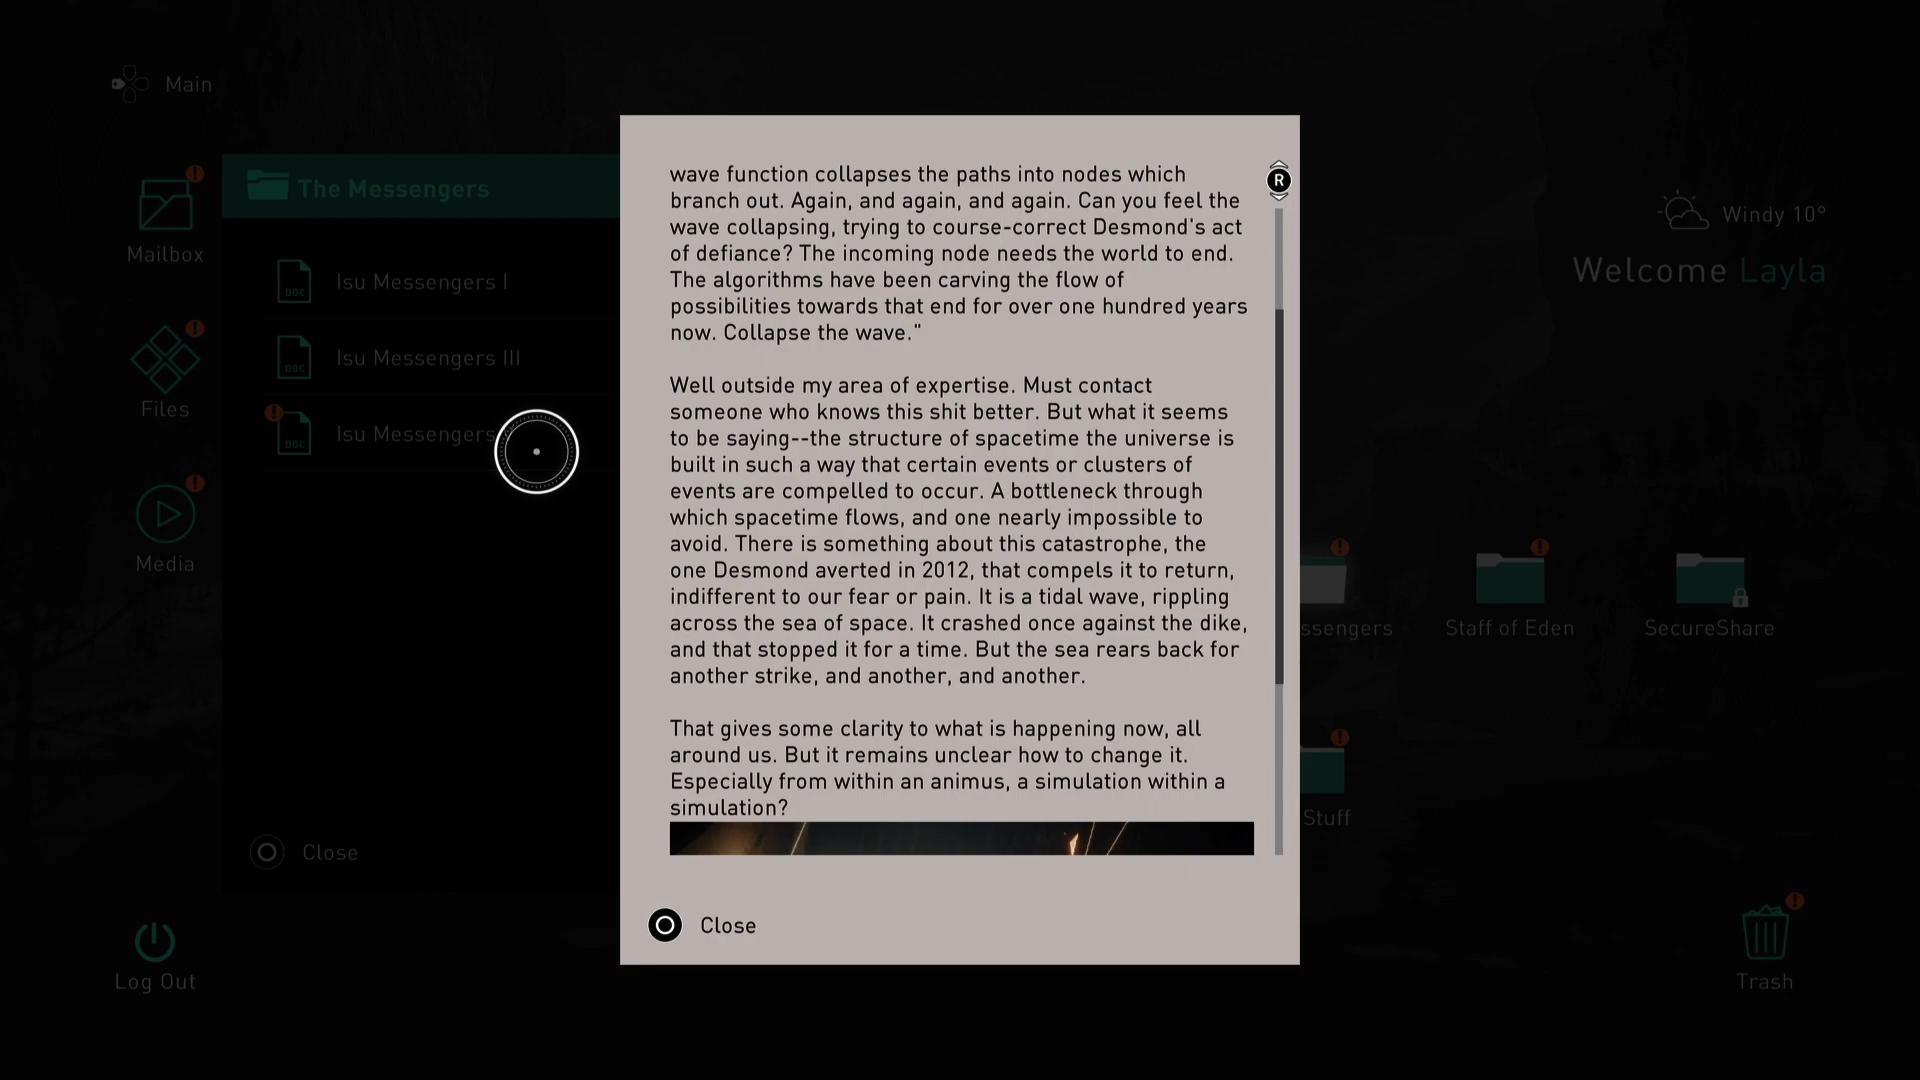 Main
The Messengers
Mailbox
Isu Messengers I
Files
Isu Messengers III
Isu Messengers
Media
Close
Log Out
wave function collapses the paths into nodes which
branch out. Again, and again, and again. Can you feel the
wave collapsing, trying to course-correct Desmond's act
of defiance? The incoming node needs the world to end.
The algorithms have been carving the flow of
possibilities towards that end for over one hundred years
now. Collapse the wave."
Well outside my area of expertise. Must contact
someone who knows this shit better. But what it seems
to be saying--the structure of spacetime the universe is
built in such a way that certain events or clusters of
events are compelled to occur. A bottleneck through
which spacetime flows, and one nearly impossible to
avoid. There is something about this catastrophe, the
one Desmond averted in 2012, that compels it to return,
indifferent to our fear or pain. It is a tidal wave, rippling
across the sea of space. It crashed once against the dike,
and that stopped it for a time. But the sea rears back for
another strike, and another, and another.
That gives some clarity to what is happening now, all
around us. But it remains unclear how to change it.
Especially from within an animus, a simulation within a
simulation?
R
Close
Windy 10°
Welcome Layla
ssengers
Staff of Eden
SecureShare
Stuff
Trash
DOC
DOC
DOC